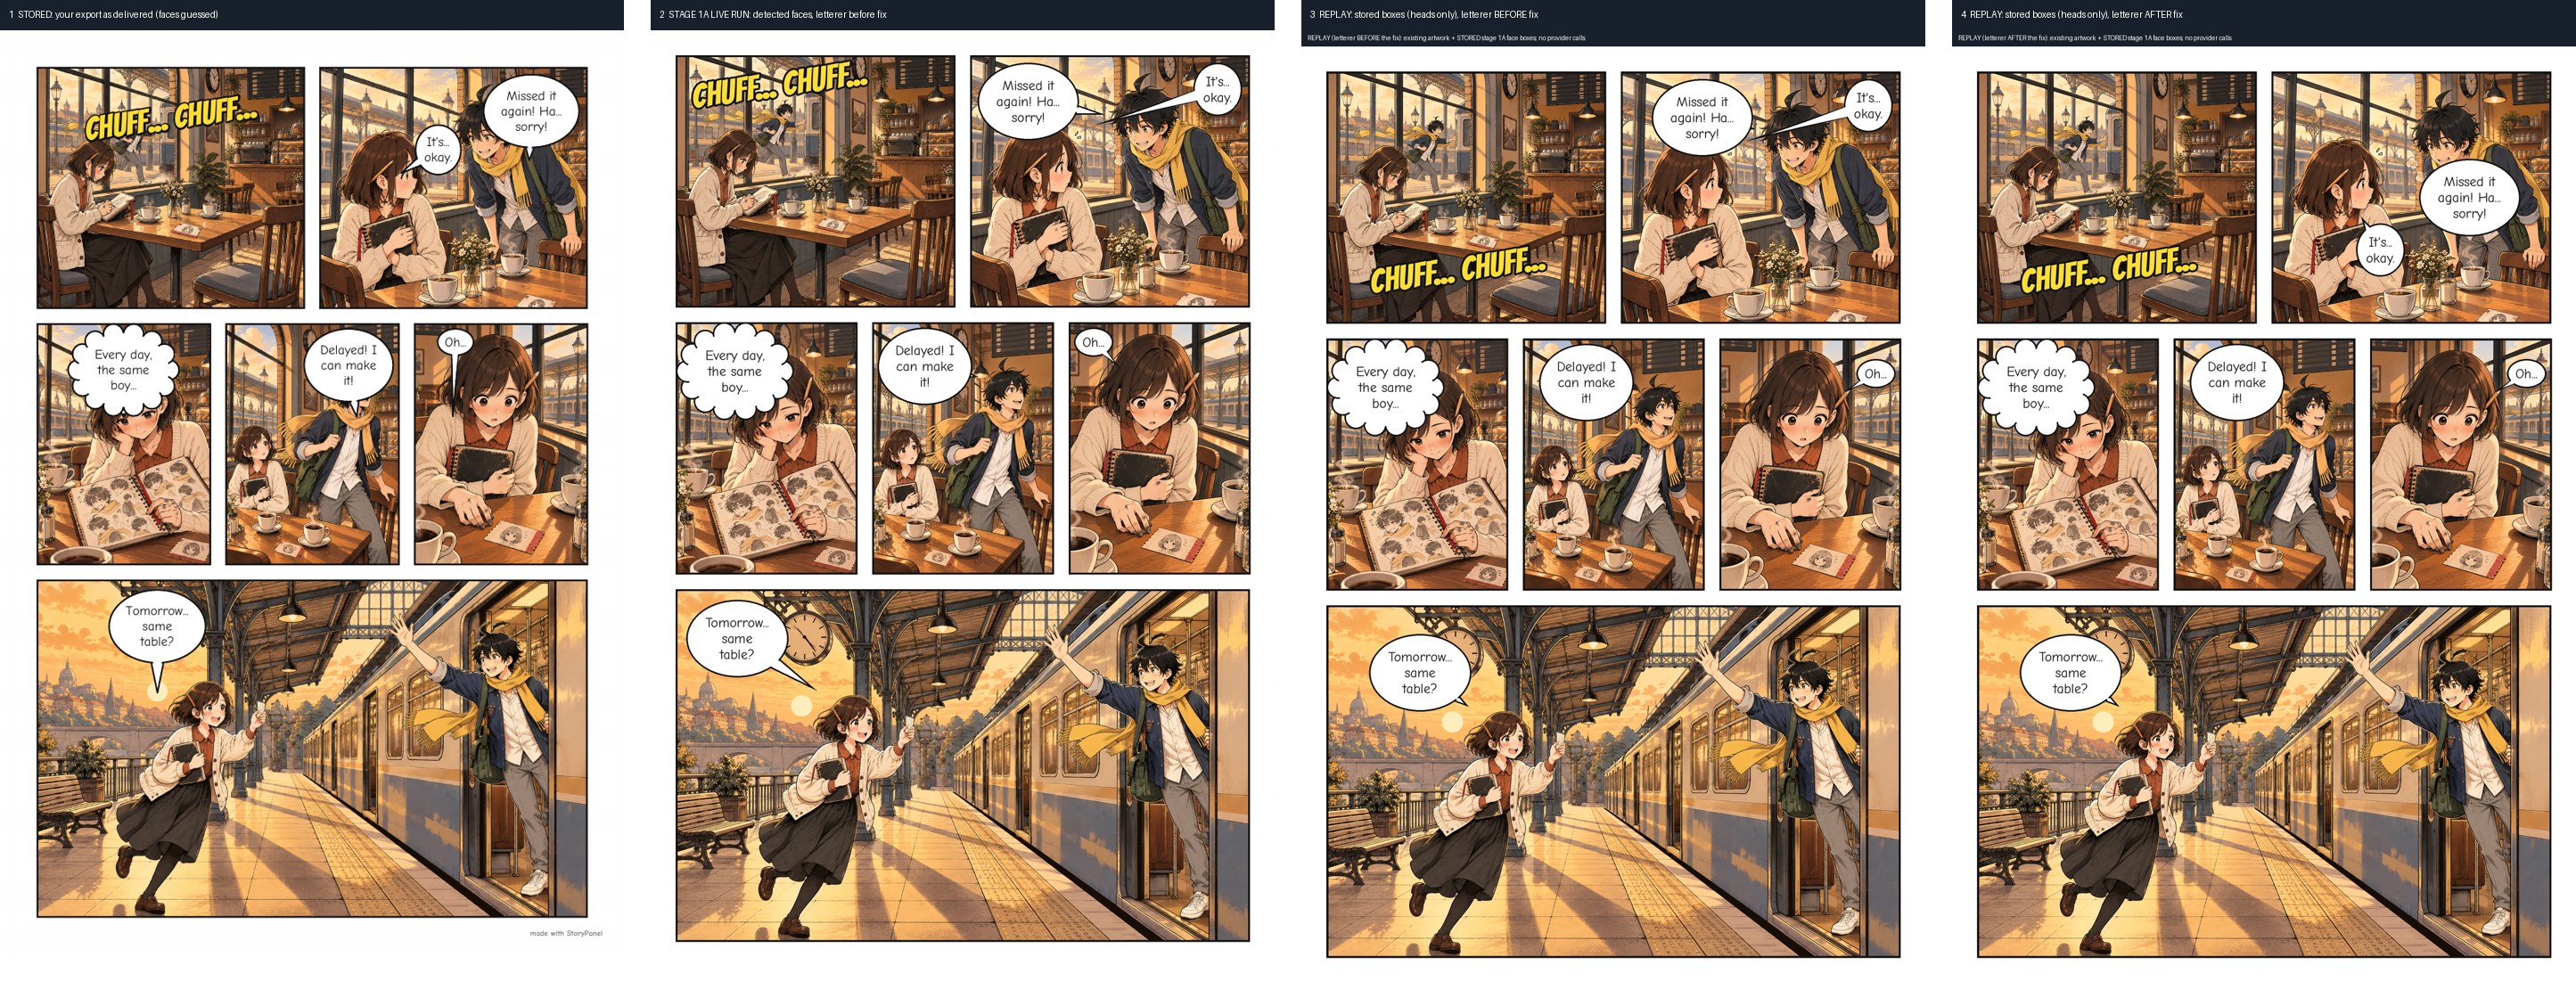 1 STORED: your export as delivered (faces guessed)
CHUFF... CHUFF...
It's...
okay.
Missed it
again! Ha...
sorry!
Every day,
the same
boy...
Delayed! I
can make
it!
Oh...
Tomorrow...
same
table?
made with StoryPanel
2 STAGE 1A LIVE RUN: detected faces, letterer before fix
CHUFF... CHUFF...
Missed it
again! Ha...
sorry!
It's...
okay.
Every day,
the same
boy...
Delayed! I
can make
it!
Oh...
Tomorrow...
same
table?
3 REPLAY: stored boxes (heads only), letterer BEFORE fix
REPLAY (letterer BEFORE the fix): existing artwork + STORED stage 1A face boxes; no provider calls
CHUFF... CHUFF...
Missed it
again! Ha...
sorry!
It's...
okay.
Every day,
the same
boy...
Delayed! I
can make
it!
Oh...
Tomorrow...
same
table?
4 REPLAY: stored boxes (heads only), letterer AFTER fix
REPLAY (letterer AFTER the fix): existing artwork + STORED stage 1A face boxes; no provider calls
CHUFF... CHUFF...
Missed it
again! Ha...
sorry!
It's...
okay.
Every day,
the same
boy...
Delayed! I
can make
it!
Oh...
Tomorrow...
same
table?